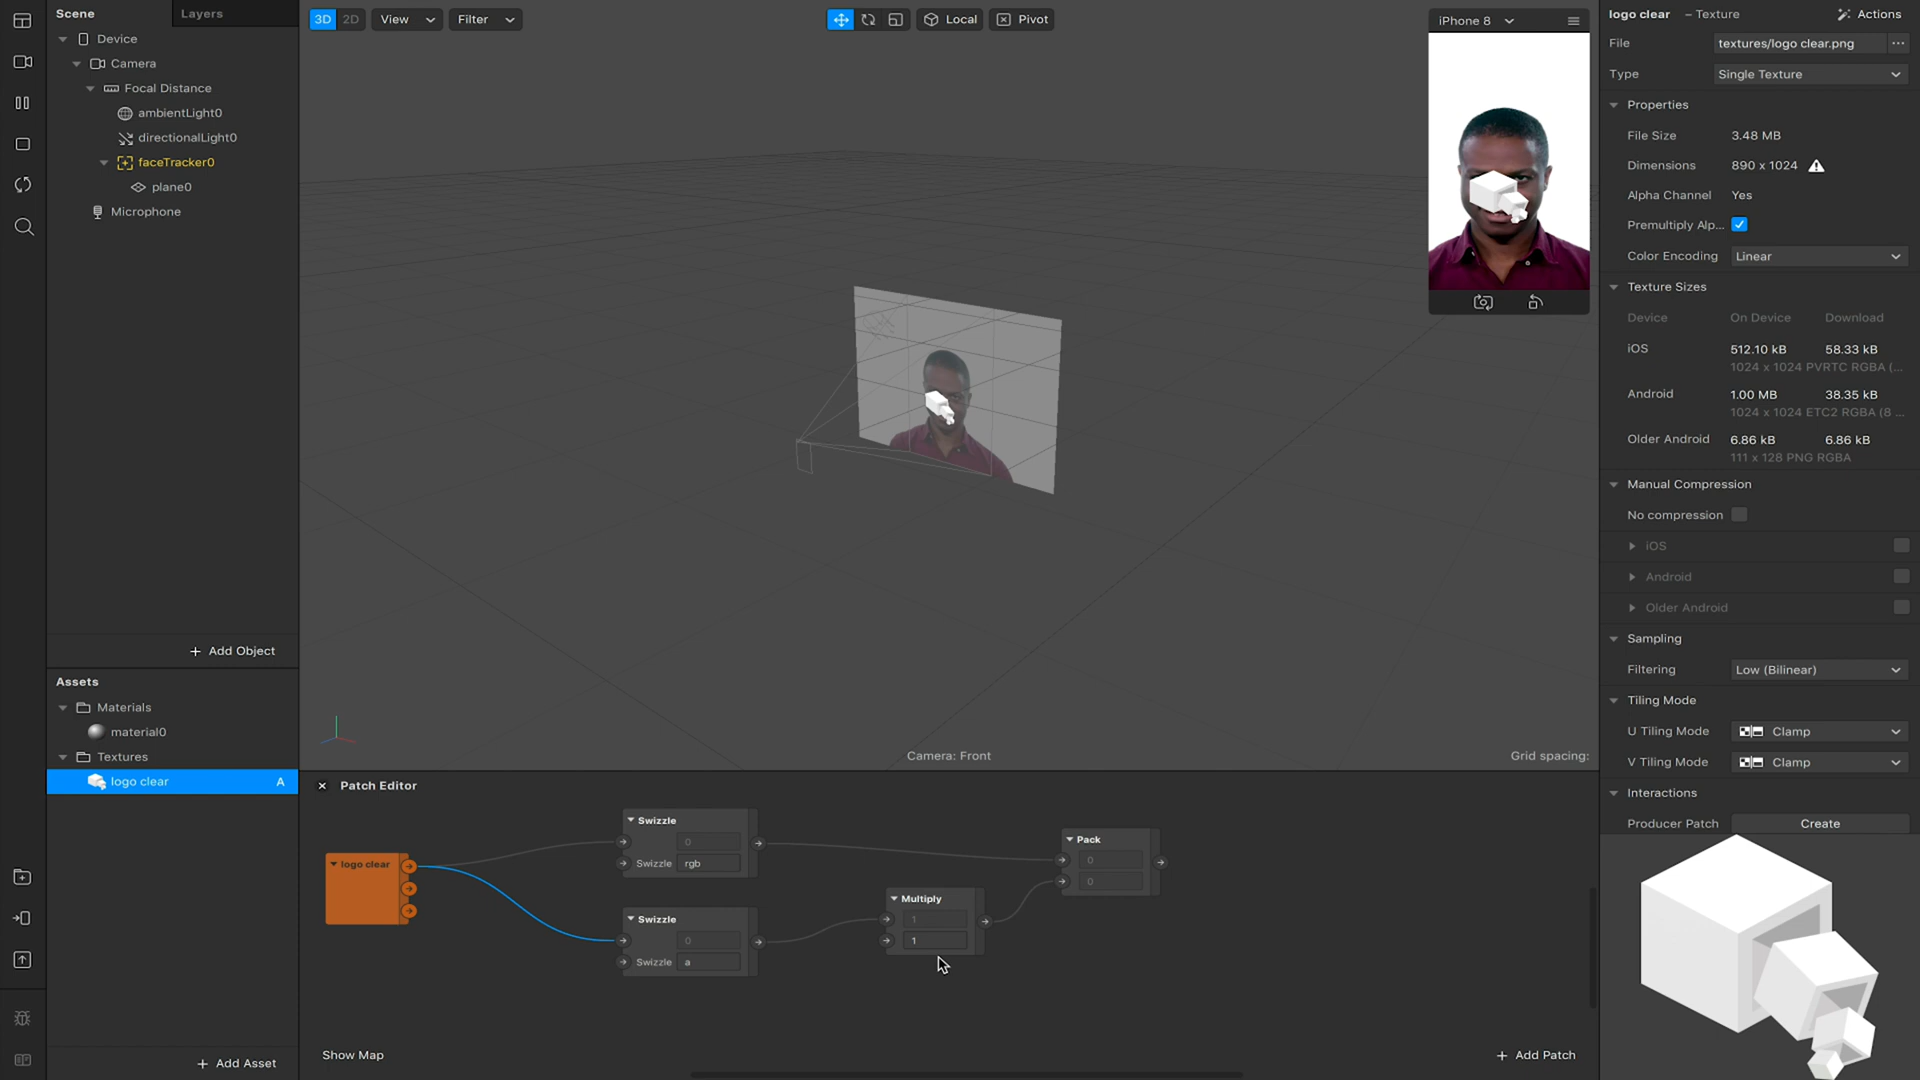 Scene
Layers
Device
Camera
Focal Distance
ambientLight0
directionalLight0
faceTracker0
plane0
Microphone
+ Add Object
Assets
Materials
material0
Textures
logo clear A
+ Add Asset
3D 2D View Filter
Local Pivot
iPhone 8
Camera: Front
Grid spacing:
Patch Editor
logo clear
Swizzle
0
Swizzle rgb
Swizzle
0
Swizzle a
Multiply
1
1
Pack
0
0
Show Map
+ Add Patch
logo clear – Texture Actions
File textures/logo clear.png ...
Type Single Texture
Properties
File Size 3.48 MB
Dimensions 890 x 1024
Alpha Channel Yes
Premultiply Alp...
Color Encoding Linear
Texture Sizes
Device On Device Download
iOS 512.10 kB 58.33 kB
1024 x 1024 PVRTC RGBA (...
Android 1.00 MB 38.35 kB
1024 x 1024 ETC2 RGBA (8 ...
Older Android 6.86 kB 6.86 kB
111 x 128 PNG RGBA
Manual Compression
No compression
iOS
Android
Older Android
Sampling
Filtering Low (Bilinear)
Tiling Mode
U Tiling Mode Clamp
V Tiling Mode Clamp
Interactions
Producer Patch Create